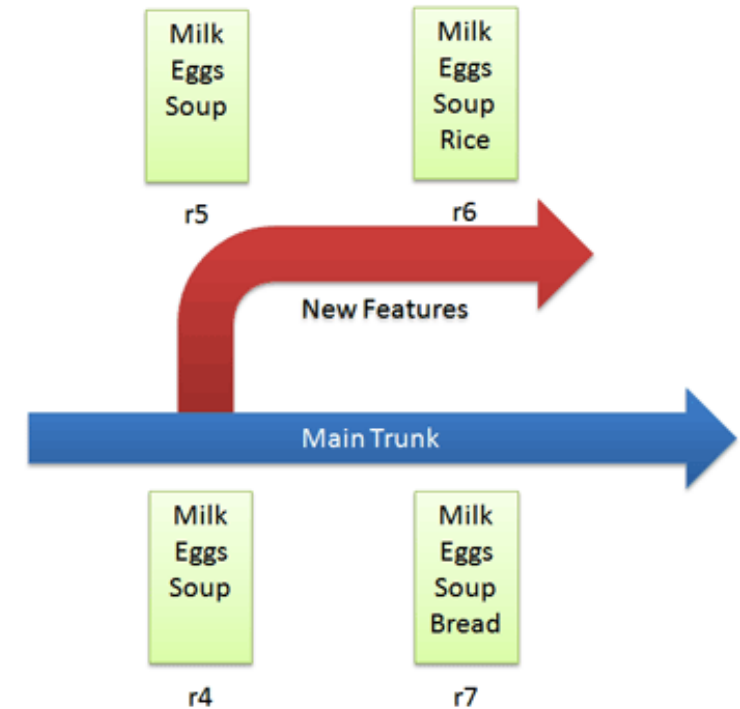 Milk
Eggs
Soup
r5
Milk
Eggs
Soup
Rice
r6
New Features
Main Trunk
Milk
Eggs
Soup
r4
Milk
Eggs
Soup
Bread
r7